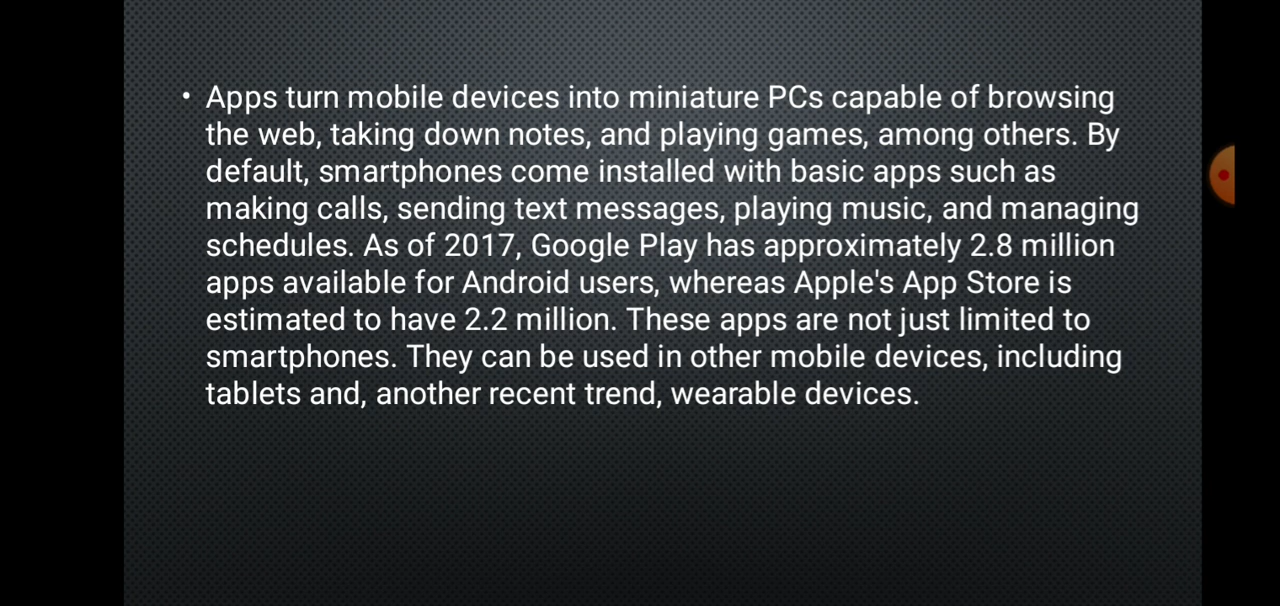 • Apps turn mobile devices into miniature PCs capable of browsing
the web, taking down notes, and playing games, among others. By
default, smartphones come installed with basic apps such as
making calls, sending text messages, playing music, and managing
schedules. As of 2017, Google Play has approximately 2.8 million
apps available for Android users, whereas Apple's App Store is
estimated to have 2.2 million. These apps are not just limited to
smartphones. They can be used in other mobile devices, including
tablets and, another recent trend, wearable devices.